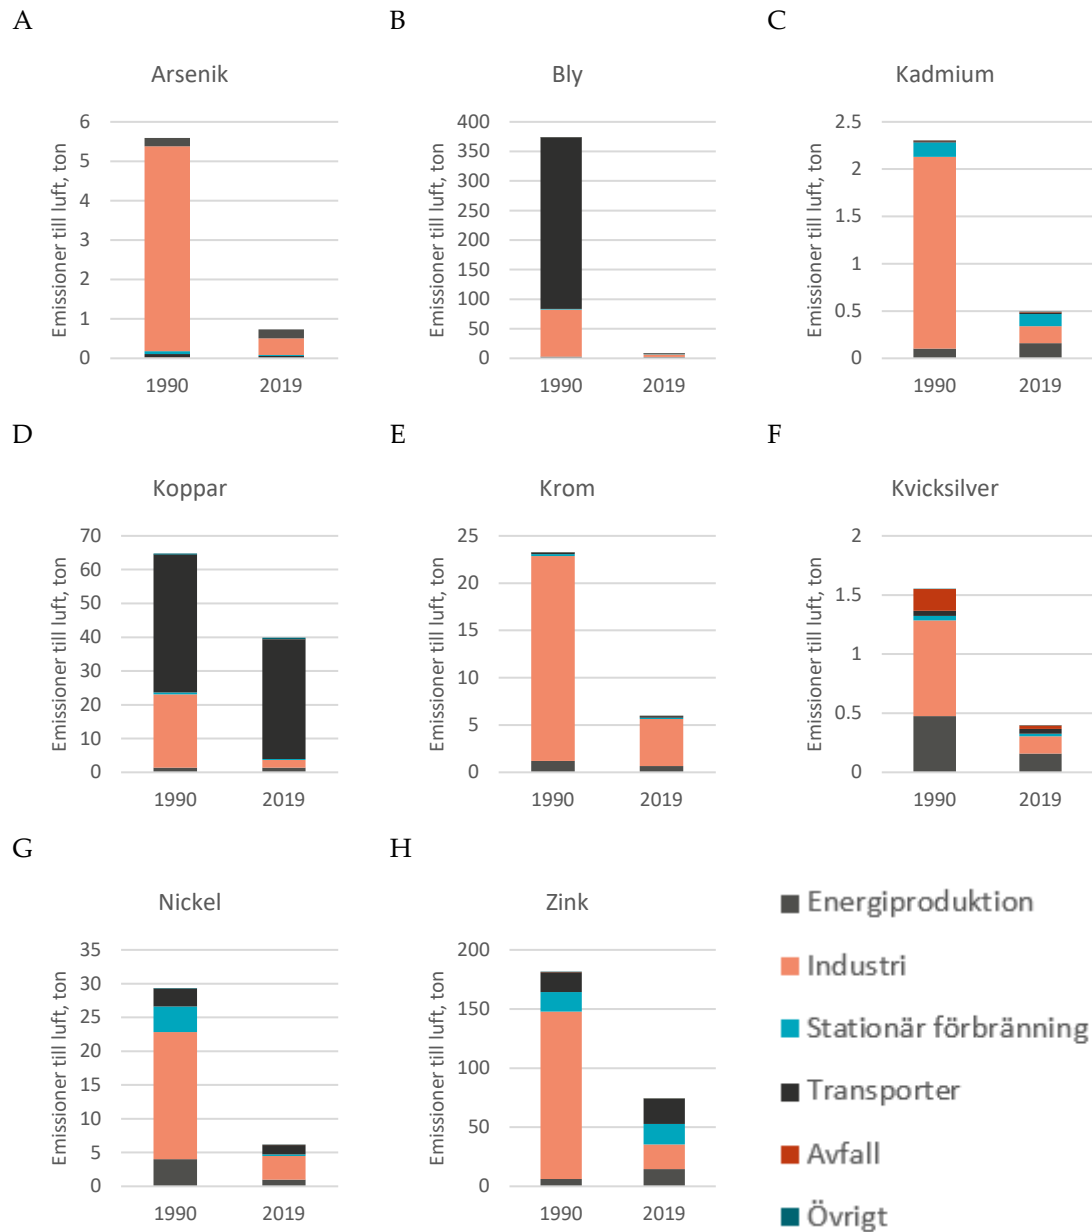 A
B
C
Arsenik
Bly
Kadmium
Emissioner till luft, ton
6
5
4
3
2
1
0
1990
2019
Emissioner till luft, ton
400
350
300
250
200
150
100
50
0
1990
2019
Emissioner till luft, ton
2.5
2
1.5
1
0.5
0
1990
2019
D
E
F
Koppar
Krom
Kvicksilver
Emissioner till luft, ton
70
60
50
40
30
20
10
0
1990
2019
Emissioner till luft, ton
25
20
15
10
5
0
1990
2019
Emissioner till luft, ton
2
1.5
1
0.5
0
1990
2019
G
H
Nickel
Zink
Emissioner till luft, ton
35
30
25
20
15
10
5
0
1990
2019
Emissioner till luft, ton
200
150
100
50
0
1990
2019
Energiproduktion
Industri
Stationär förbränning
Transporter
Avfall
Övrigt